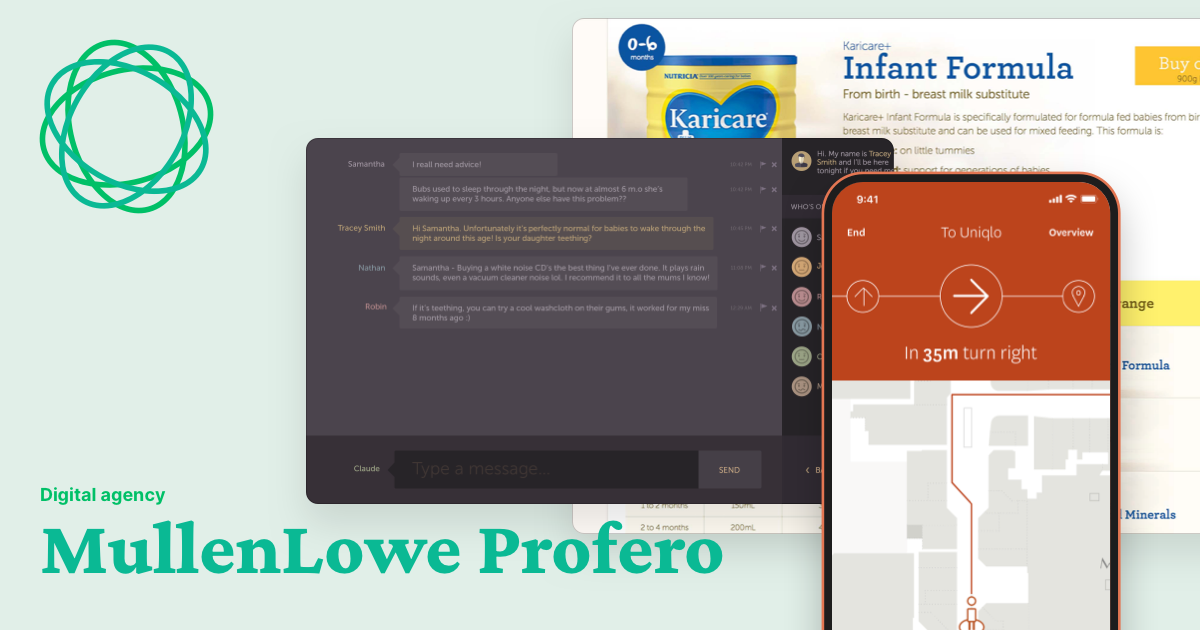 0-6
months
NUTRICIA
Karicare
Karicare+
Infant Formula
From birth - breast milk substitute
Karicare+ Infant Formula is specifically formulated for formula fed babies from
breast milk substitute and can be used for mixed feeding. This formula is:
on little tummies
support for generations of babies
Buy
900g
Samantha
I reall need advice!
Bubs used to sleep through the night, but now at almost 6 m.o she's
waking up every 3 hours. Anyone else have this problem??
Tracey Smith
Hi Samantha. Unfortunately it's perfectly normal for babies to wake through the
night around this age! Is your daughter teething?
Nathan
Samantha - Buying a white noise CD's the best thing I've ever done. It plays rain
sounds, even a vacuum cleaner noise lol. I recommend it to all the mums I know!
Robin
If it's teething, you can try a cool washcloth on their gums, it worked for my miss
8 months ago :)
Hi. My name is Tracey
Smith and I'll be here
tonight if you need me
WHO'S
Claude
Type a message...
SEND
9:41
End
To Uniqlo
Overview
In 35m turn right
Formula
Minerals
1 to 2 months
150mL
2 to 4 months
200mL
Digital agency
MullenLowe Profero